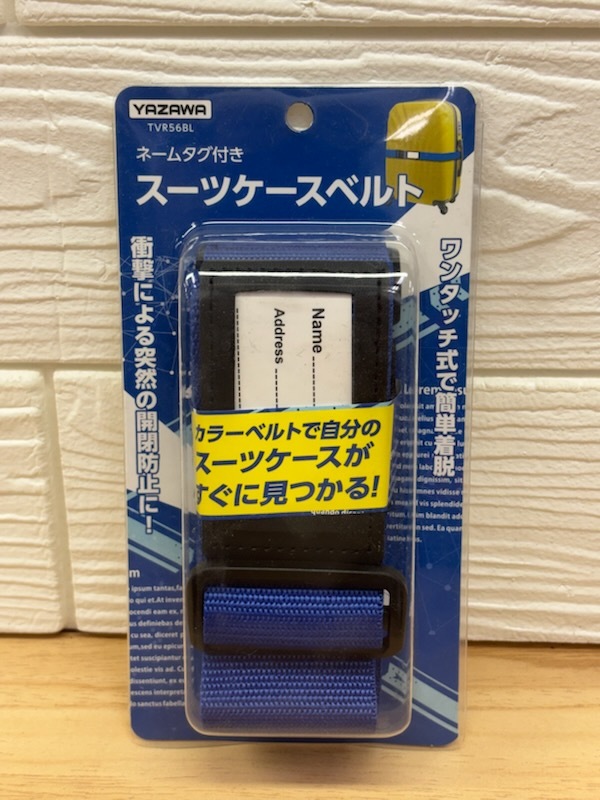 YAZAWA
TVR56BL
ネームタグ付き
スーツケースベルト
ワンタッチ式で簡単着脱
衝撃による突然の開閉防止に!
Name
Address
カラーベルトで自分の
スーツケースが
すぐに見つかる!